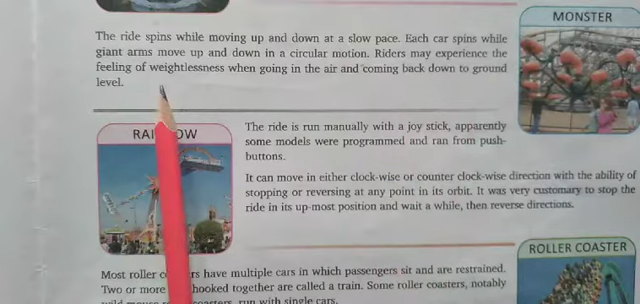 MONSTER
The ride spins while moving up and down at a slow pace. Each car spins while
giant arms move up and down in a circular motion. Riders may experience the
feeling of weightlessness when going in the air and coming back down to ground
level.
RAI OW
The ride is run manually with a joy stick, apparently
some models were programmed and ran from push-
buttons.
It can move in either clock-wise or counter clock-wise direction with the ability of
stopping or reversing at any point in its orbit. It was very customary to stop the
ride in its up-most position and wait a while, then reverse directions.
ROLLER COASTER
Most roller rs have multiple cars in which passengers sit and are restrained.
Two or more hooked together are called a train. Some roller coasters, notably
run with single cars.